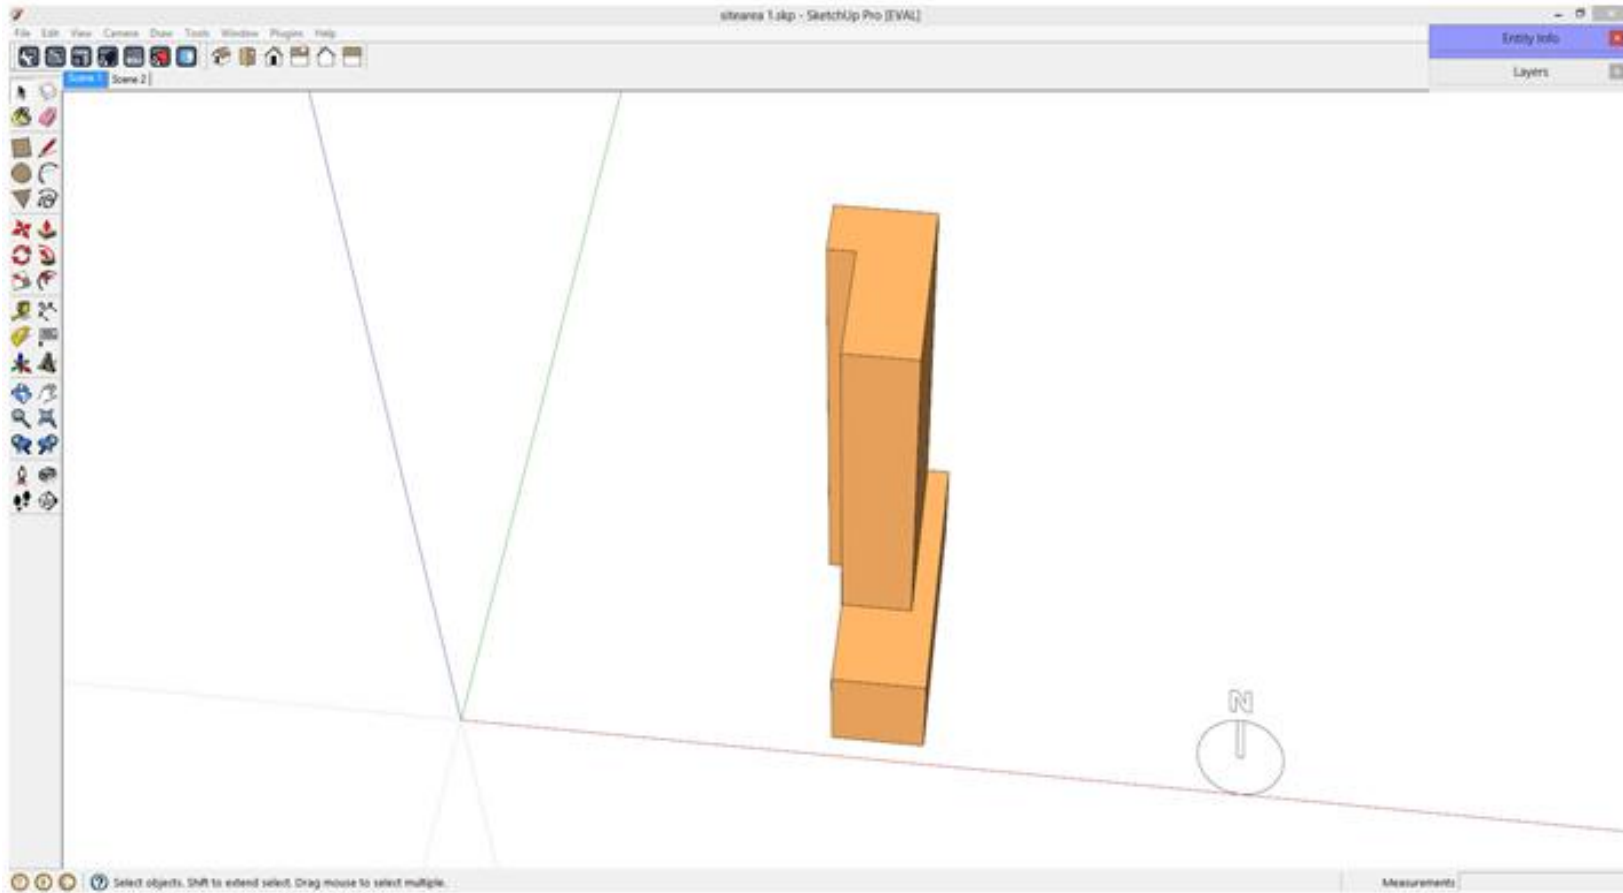 sitearea 1.skp - SketchUp Pro [EVAL]
File Edit View Camera Draw Tools Window Plugins Help
Entity Info
Layers
Scene 1 Scene 2
N
Select objects. Shift to extend select. Drag mouse to select multiple.
Measurements